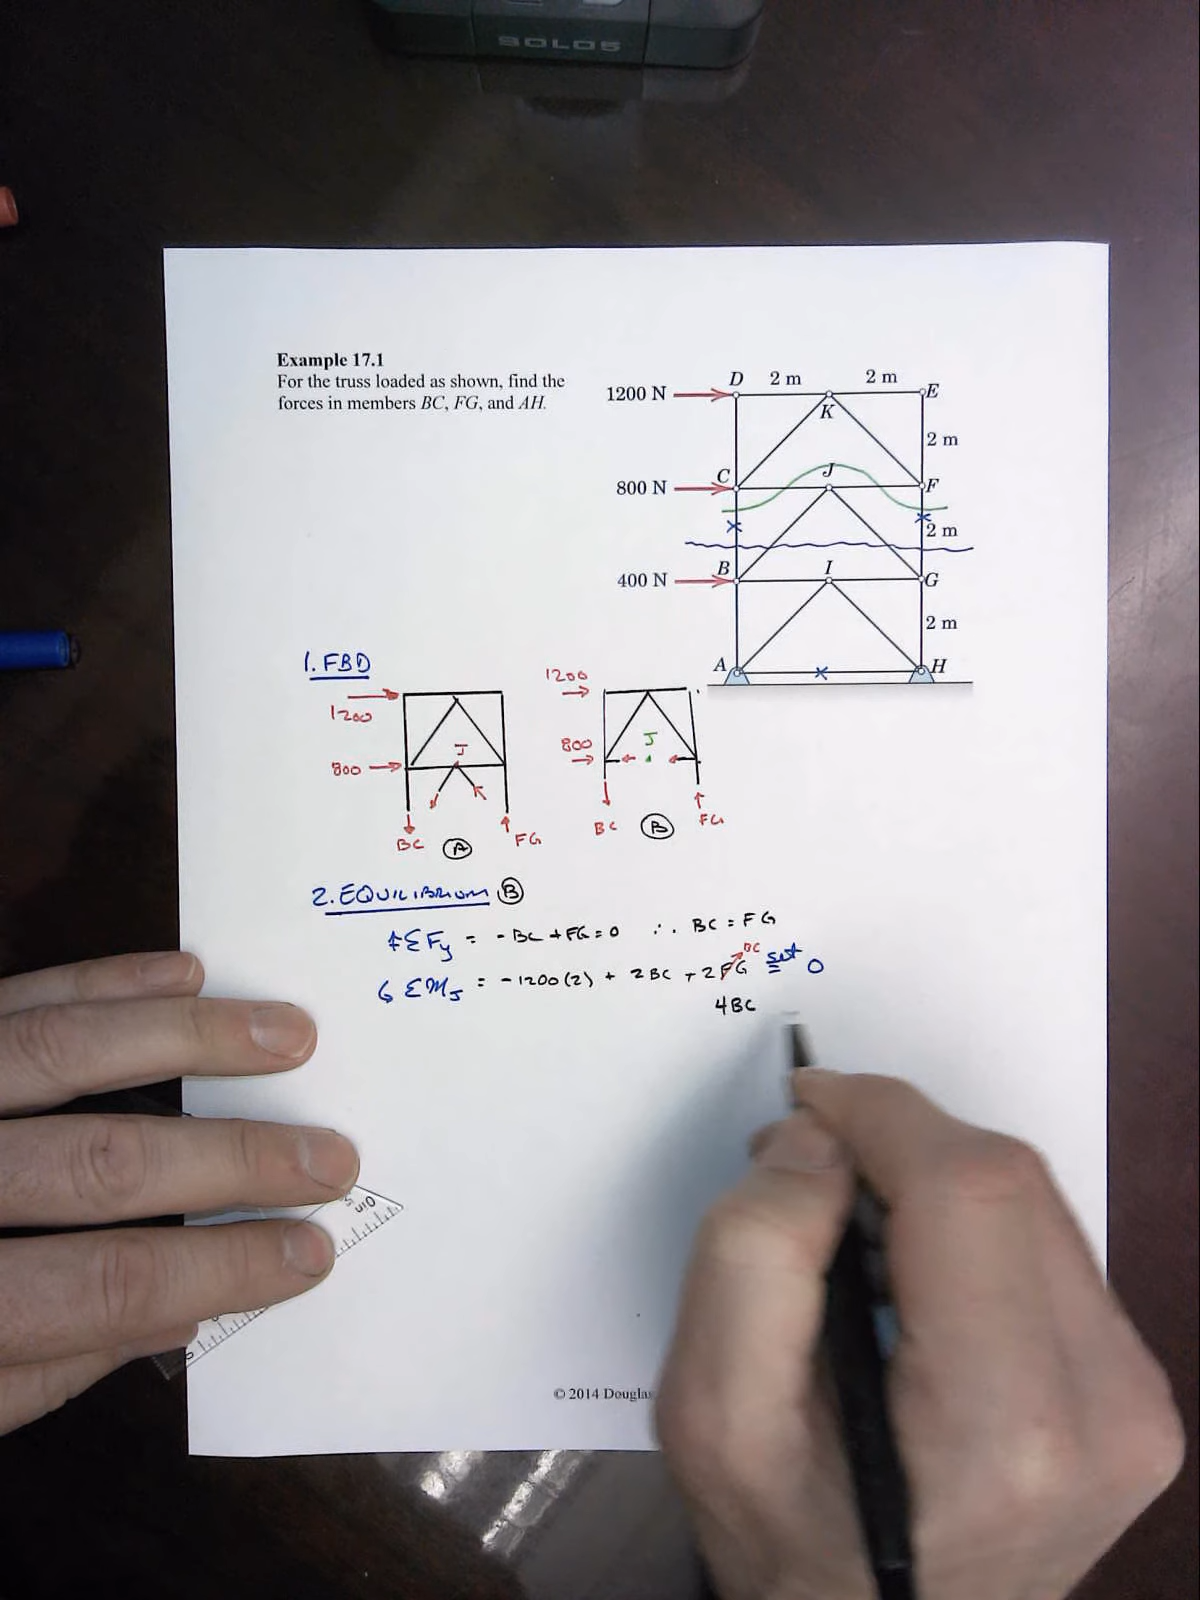 SOLO5
Example 17.1
For the truss loaded as shown, find the
forces in members BC, FG, and AH.
D 2 m 2 m
1200 N E
K
2 m
C J
800 N F
2 m
B I
400 N G
2 m
A H
1. FBD
1200
800
J
BC A FG
1200
800
J
BC B FG
2. EQUILIBRIUM B
+ΣFy = -BC + FG = 0 ∴ BC = FG
ΣMJ = -1200(2) + 2BC + 2FG BC set = 0
4BC
0in
© 2014 Douglas